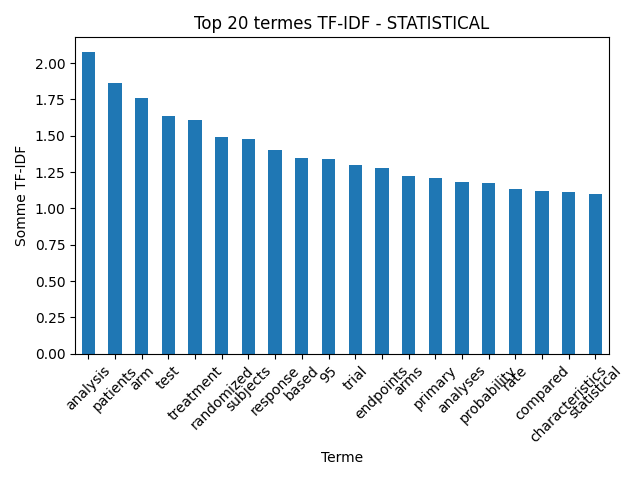 Top 20 termes TF-IDF - STATISTICAL
Somme TF-IDF
2.00
1.75
1.50
1.25
1.00
0.75
0.50
0.25
0.00
analysis
patients
arm
test
treatment
randomized
subjects
response
based
95
trial
endpoints
arms
primary
analyses
probability
rate
compared
characteristics
statistical
Terme